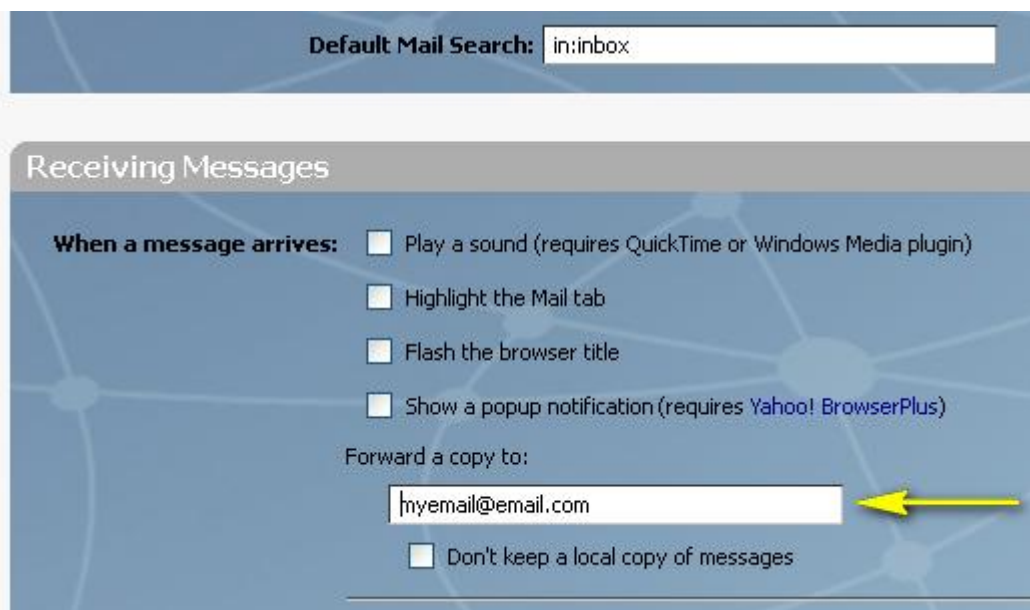 Default Mail Search: in:inbox
Receiving Messages
When a message arrives: Play a sound (requires QuickTime or Windows Media plugin)
Highlight the Mail tab
Flash the browser title
Show a popup notification (requires Yahoo! BrowserPlus)
Forward a copy to:
myemail@email.com
Don't keep a local copy of messages